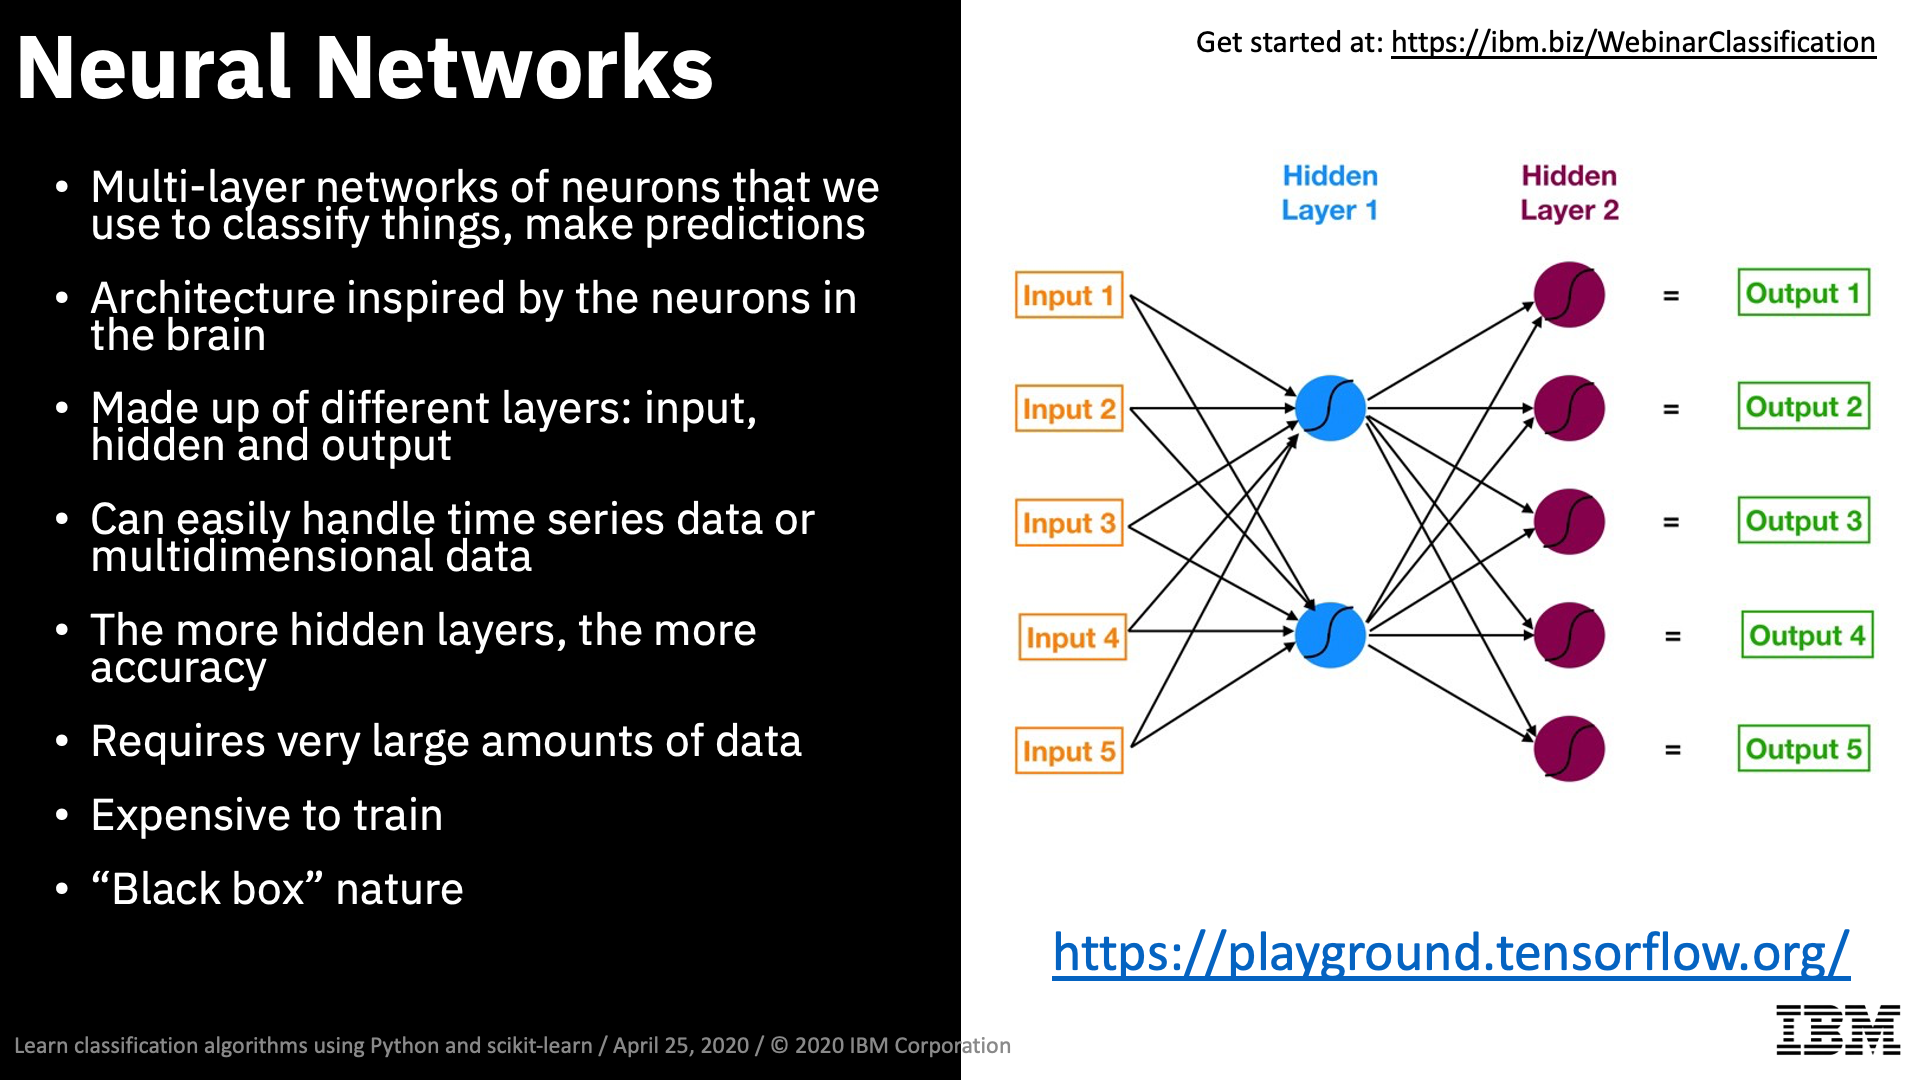 Neural Networks
Get started at: https://ibm.biz/WebinarClassification
• Multi-layer networks of neurons that we
use to classify things, make predictions
• Architecture inspired by the neurons in
the brain
• Made up of different layers: input,
hidden and output
• Can easily handle time series data or
multidimensional data
• The more hidden layers, the more
accuracy
• Requires very large amounts of data
• Expensive to train
• “Black box” nature
Hidden
Layer 1
Hidden
Layer 2
Input 1
= Output 1
Input 2
= Output 2
Input 3
= Output 3
Input 4
= Output 4
Input 5
= Output 5
https://playground.tensorflow.org/
Learn classification algorithms using Python and scikit-learn / April 25, 2020 / © 2020 IBM Corporation
IBM